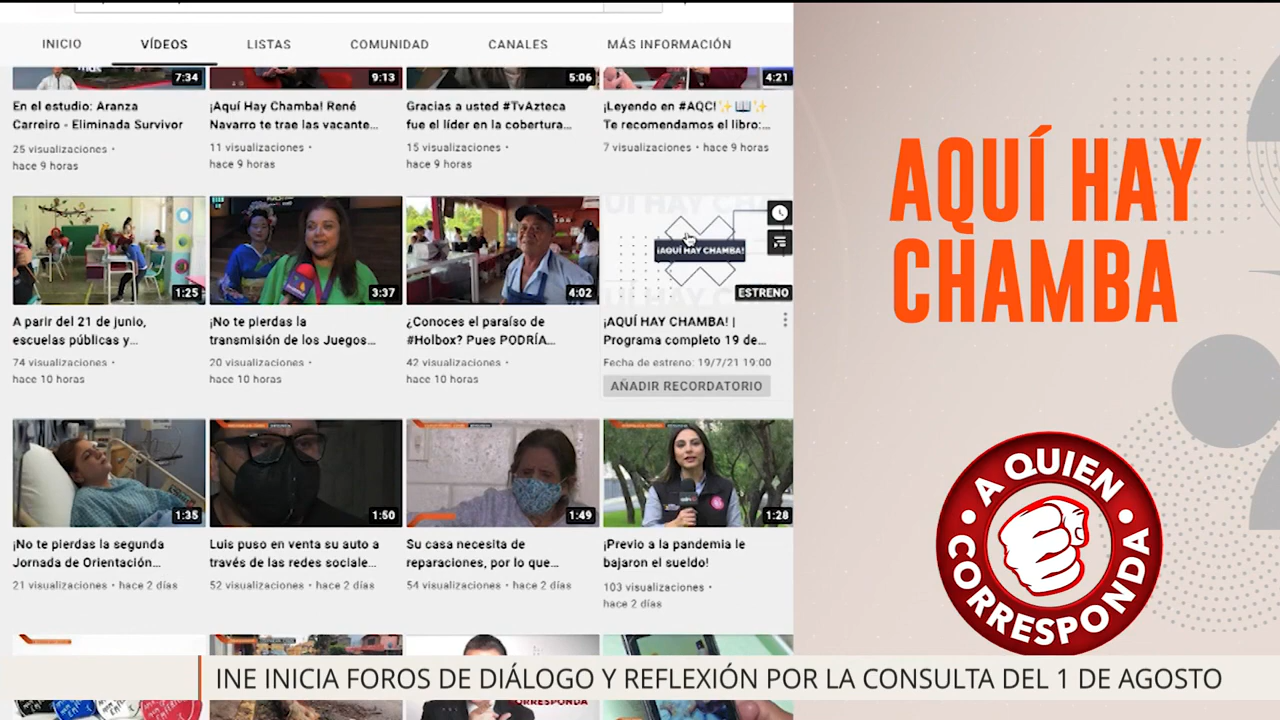 INICIO
VÍDEOS
LISTAS
COMUNIDAD
CANALES
MÁS INFORMACIÓN
7:34
9:13
5:06
4:21
En el estudio: Aranza
Carreiro - Eliminada Survivor
25 visualizaciones •
hace 9 horas
¡Aquí Hay Chamba! René
Navarro te trae las vacante...
11 visualizaciones •
hace 9 horas
Gracias a usted #TvAzteca
fue el líder en la cobertura...
15 visualizaciones •
hace 9 horas
¡Leyendo en #AQC!✨📖✨
Te recomendamos el libro:...
7 visualizaciones • hace 9 horas
1:25
3:37
4:02
¡AQUÍ HAY CHAMBA!
ESTRENO
A partir del 21 de junio,
escuelas públicas y...
74 visualizaciones •
hace 10 horas
¡No te pierdas la
transmisión de los Juegos...
20 visualizaciones •
hace 10 horas
¿Conoces el paraíso de
#Holbox? Pues PODRÍA...
42 visualizaciones •
hace 10 horas
¡AQUÍ HAY CHAMBA! |
Programa completo 19 de...
Fecha de estreno: 19/7/21 19:00
AÑADIR RECORDATORIO
1:35
1:50
1:49
1:28
¡No te pierdas la segunda
Jornada de Orientación...
21 visualizaciones • hace 2 días
Luis puso en venta su auto a
través de las redes sociale...
52 visualizaciones • hace 2 días
Su casa necesita de
reparaciones, por lo que...
54 visualizaciones • hace 2 días
¡Previo a la pandemia le
bajaron el sueldo!
103 visualizaciones •
hace 2 días
AQUÍ HAY
CHAMBA
A QUIEN
CORRESPONDA
INE INICIA FOROS DE DIÁLOGO Y REFLEXIÓN POR LA CONSULTA DEL 1 DE AGOSTO
CORRESPONDA